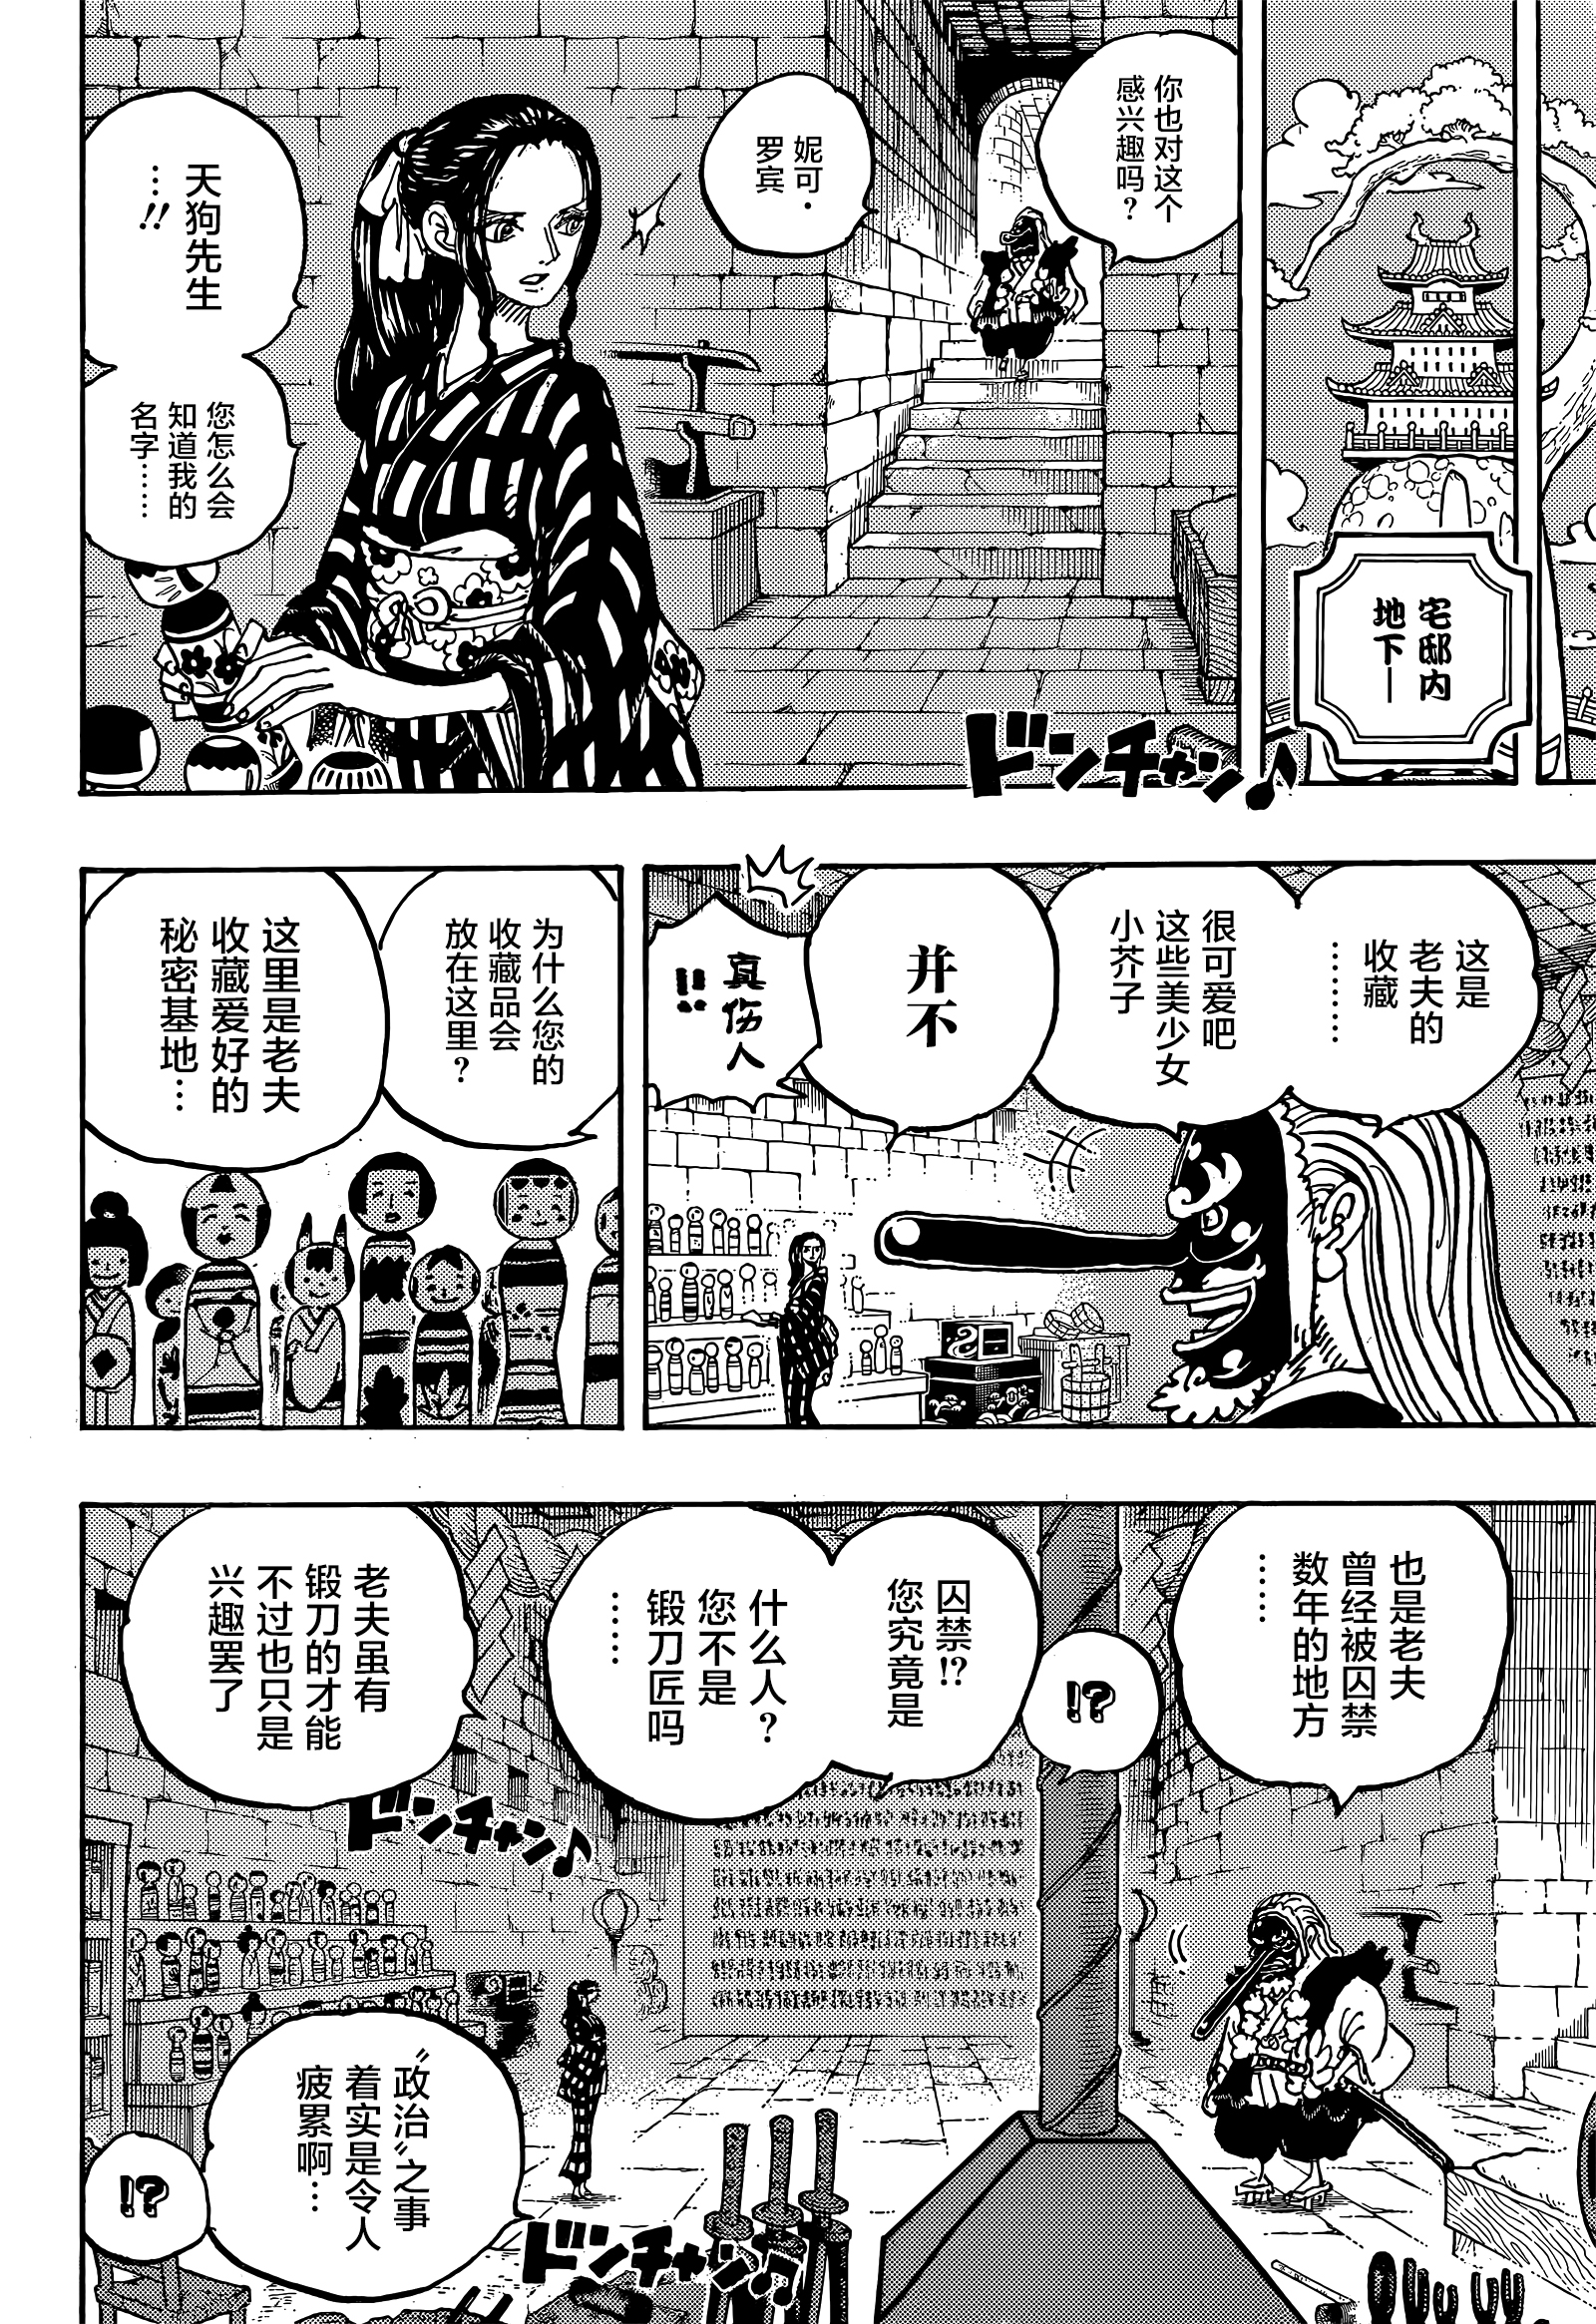 宅邸内
地下—
你也对这个
感兴趣吗?
妮可·
罗宾
天狗先生
…!!
您怎么会
知道我的
名字……
ドンチャン♪
这是
老夫的
收藏
………
很可爱吧
这些美少女
小芥子
并不
真伤人
!!
为什么您的
收藏品会
放在这里?
这里是老夫
收藏爱好的
秘密基地…
也是老夫
曾经被囚禁
数年的地方
……
!?
囚禁!?
您究竟是
什么人?
您不是
锻刀匠吗
……
老夫虽有
锻刀的才能
不过也只是
兴趣罢了
ドンチャン♪
〝政治〞之事
着实是令人
疲累啊…
!?
ドンチャン♪